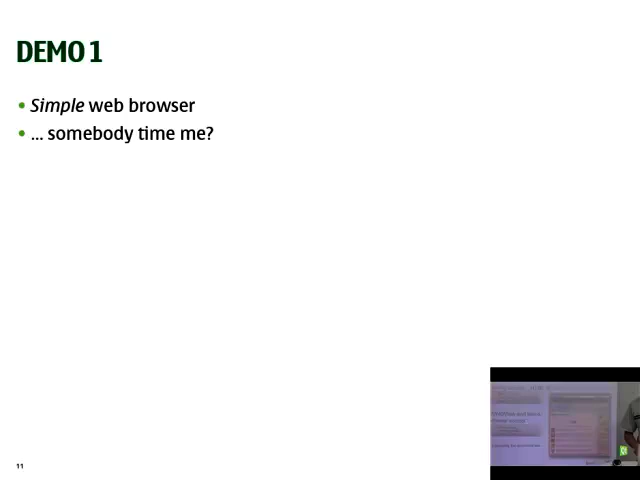 DEMO 1
• Simple web browser
• ... somebody time me?
11